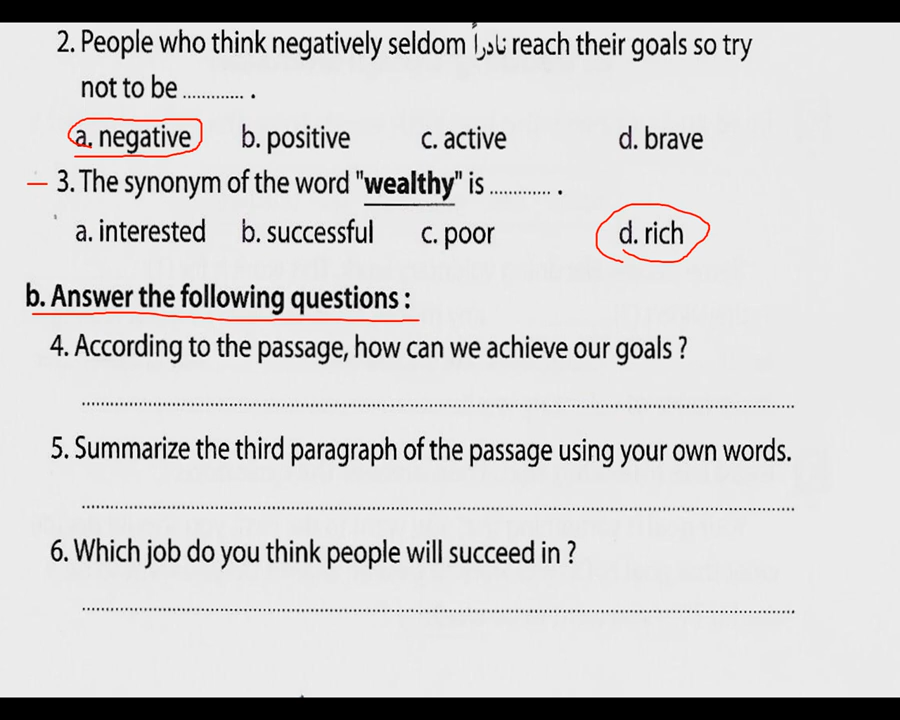 2. People who think negatively seldom نادراً reach their goals so try
not to be ............ .
a. negative b. positive c. active d. brave
3. The synonym of the word "wealthy" is ............ .
a. interested b. successful c. poor d. rich
b. Answer the following questions :
4. According to the passage, how can we achieve our goals ?
5. Summarize the third paragraph of the passage using your own words.
6. Which job do you think people will succeed in ?